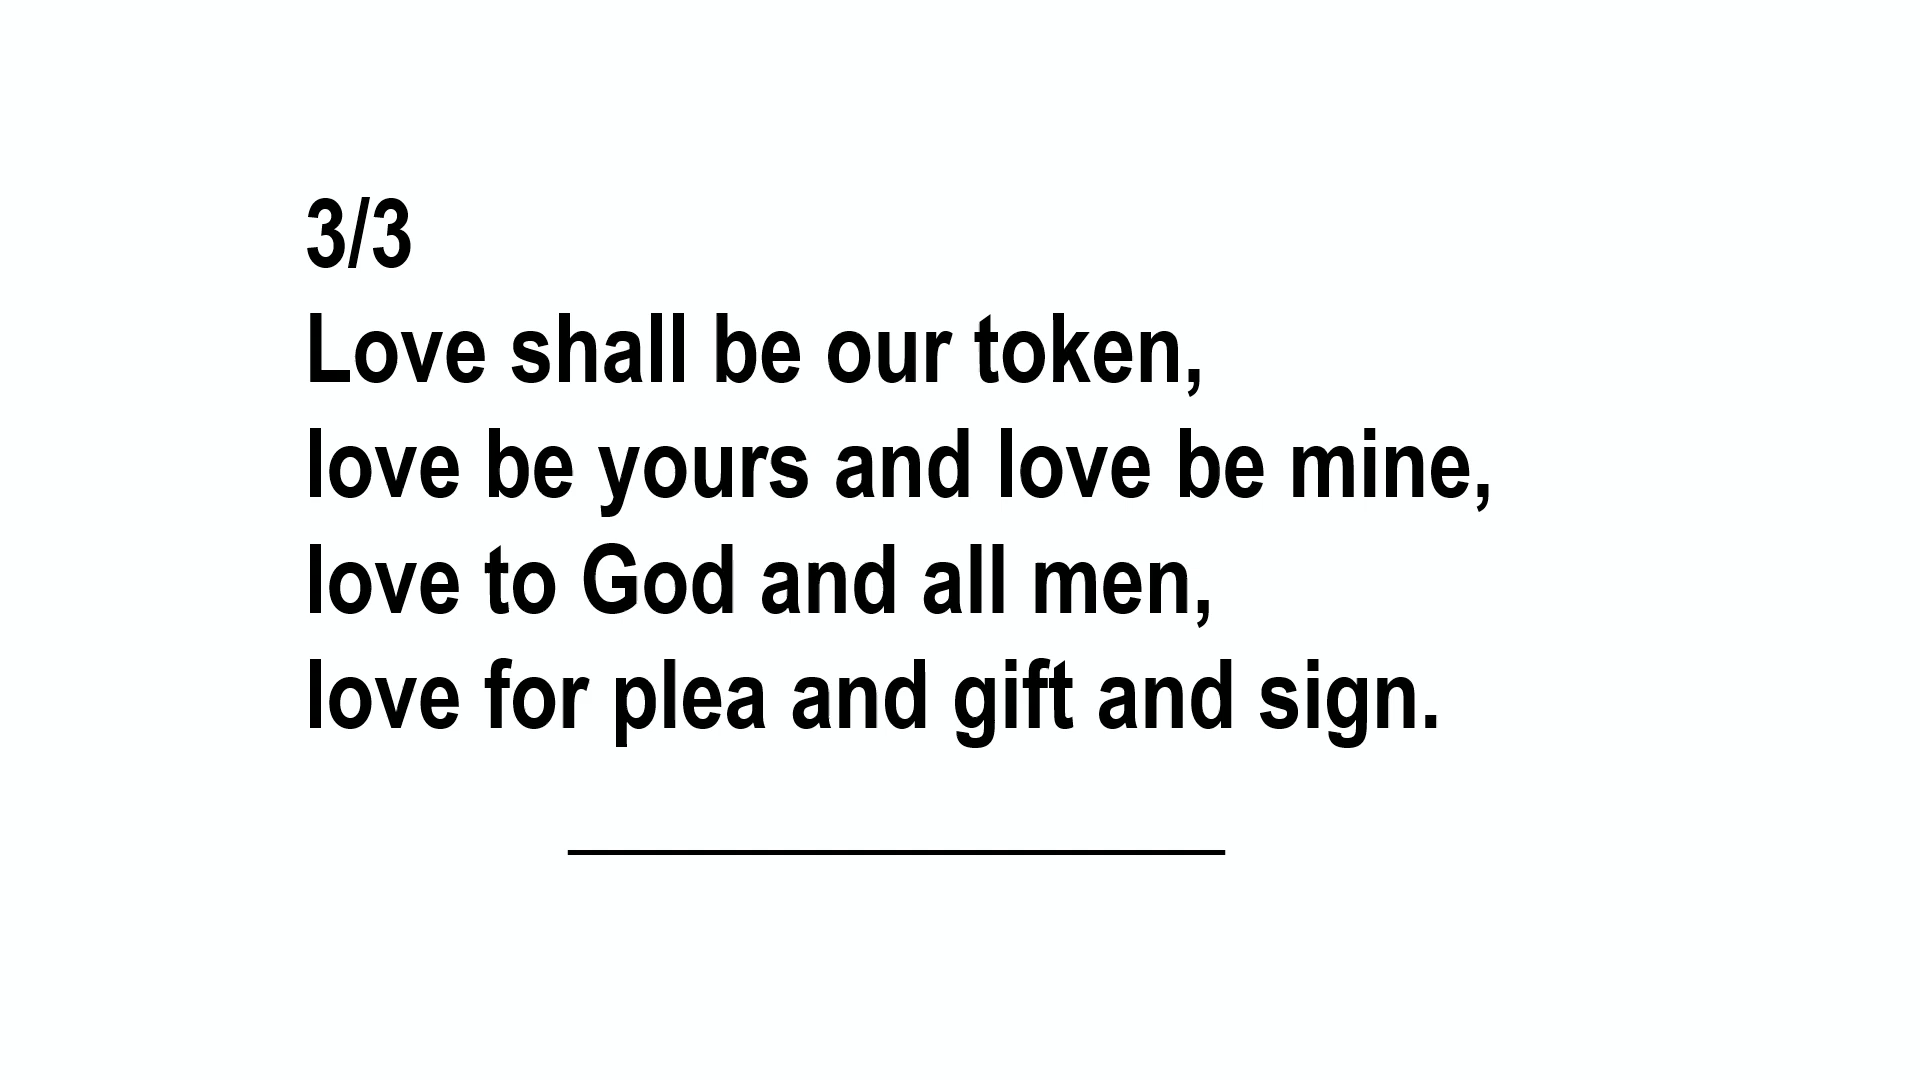 3/3
Love shall be our token,
love be yours and love be mine,
love to God and all men,
love for plea and gift and sign.